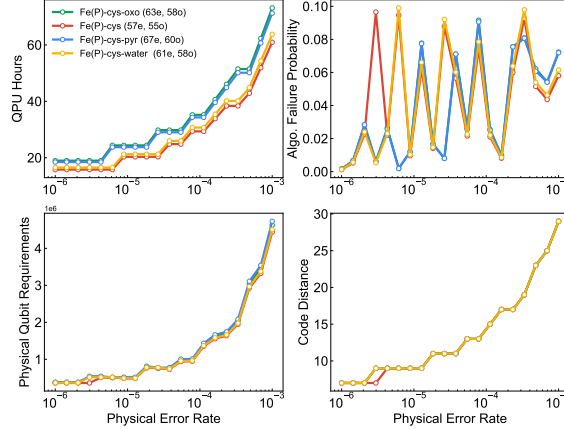 Fe(P)-cys-oxo (63e, 58o)
Fe(P)-cys (57e, 55o)
Fe(P)-cys-pyr (67e, 60o)
Fe(P)-cys-water (61e, 58o)
QPU Hours
60
40
20
10⁻⁶ 10⁻⁵ 10⁻⁴ 10⁻³
Algo. Failure Probability
0.10
0.08
0.06
0.04
0.02
0.00
10⁻⁶ 10⁻⁵ 10⁻⁴ 10⁻³
1e6
Physical Qubit Requirements
4
3
2
1
10⁻⁶ 10⁻⁵ 10⁻⁴ 10⁻³
Physical Error Rate
Code Distance
30
25
20
15
10
10⁻⁶ 10⁻⁵ 10⁻⁴ 10⁻³
Physical Error Rate